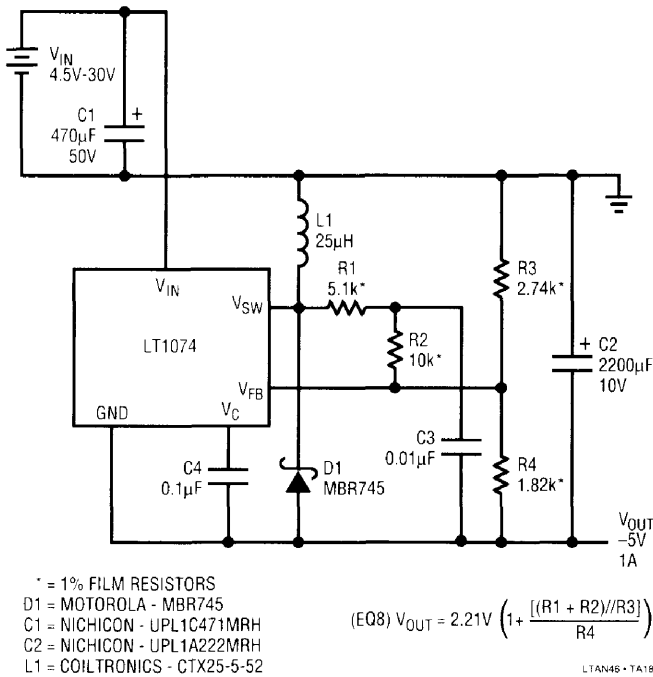 V_IN
4.5V-30V
C1
470µF
50V
+
L1
25µH
V_IN
V_SW
LT1074
V_FB
GND
V_C
R1
5.1k*
R2
10k*
R3
2.74k*
+
C2
2200µF
10V
C4
0.1µF
D1
MBR745
C3
0.01µF
R4
1.82k*
V_OUT
–5V
1A
* = 1% FILM RESISTORS
D1 = MOTOROLA - MBR745
C1 = NICHICON - UPL1C471MRH
C2 = NICHICON - UPL1A222MRH
L1 = COILTRONICS - CTX25-5-52
(EQ8) V_OUT = 2.21V (1+ [(R1 + R2)//R3] / R4)
LTAN46 • TA18